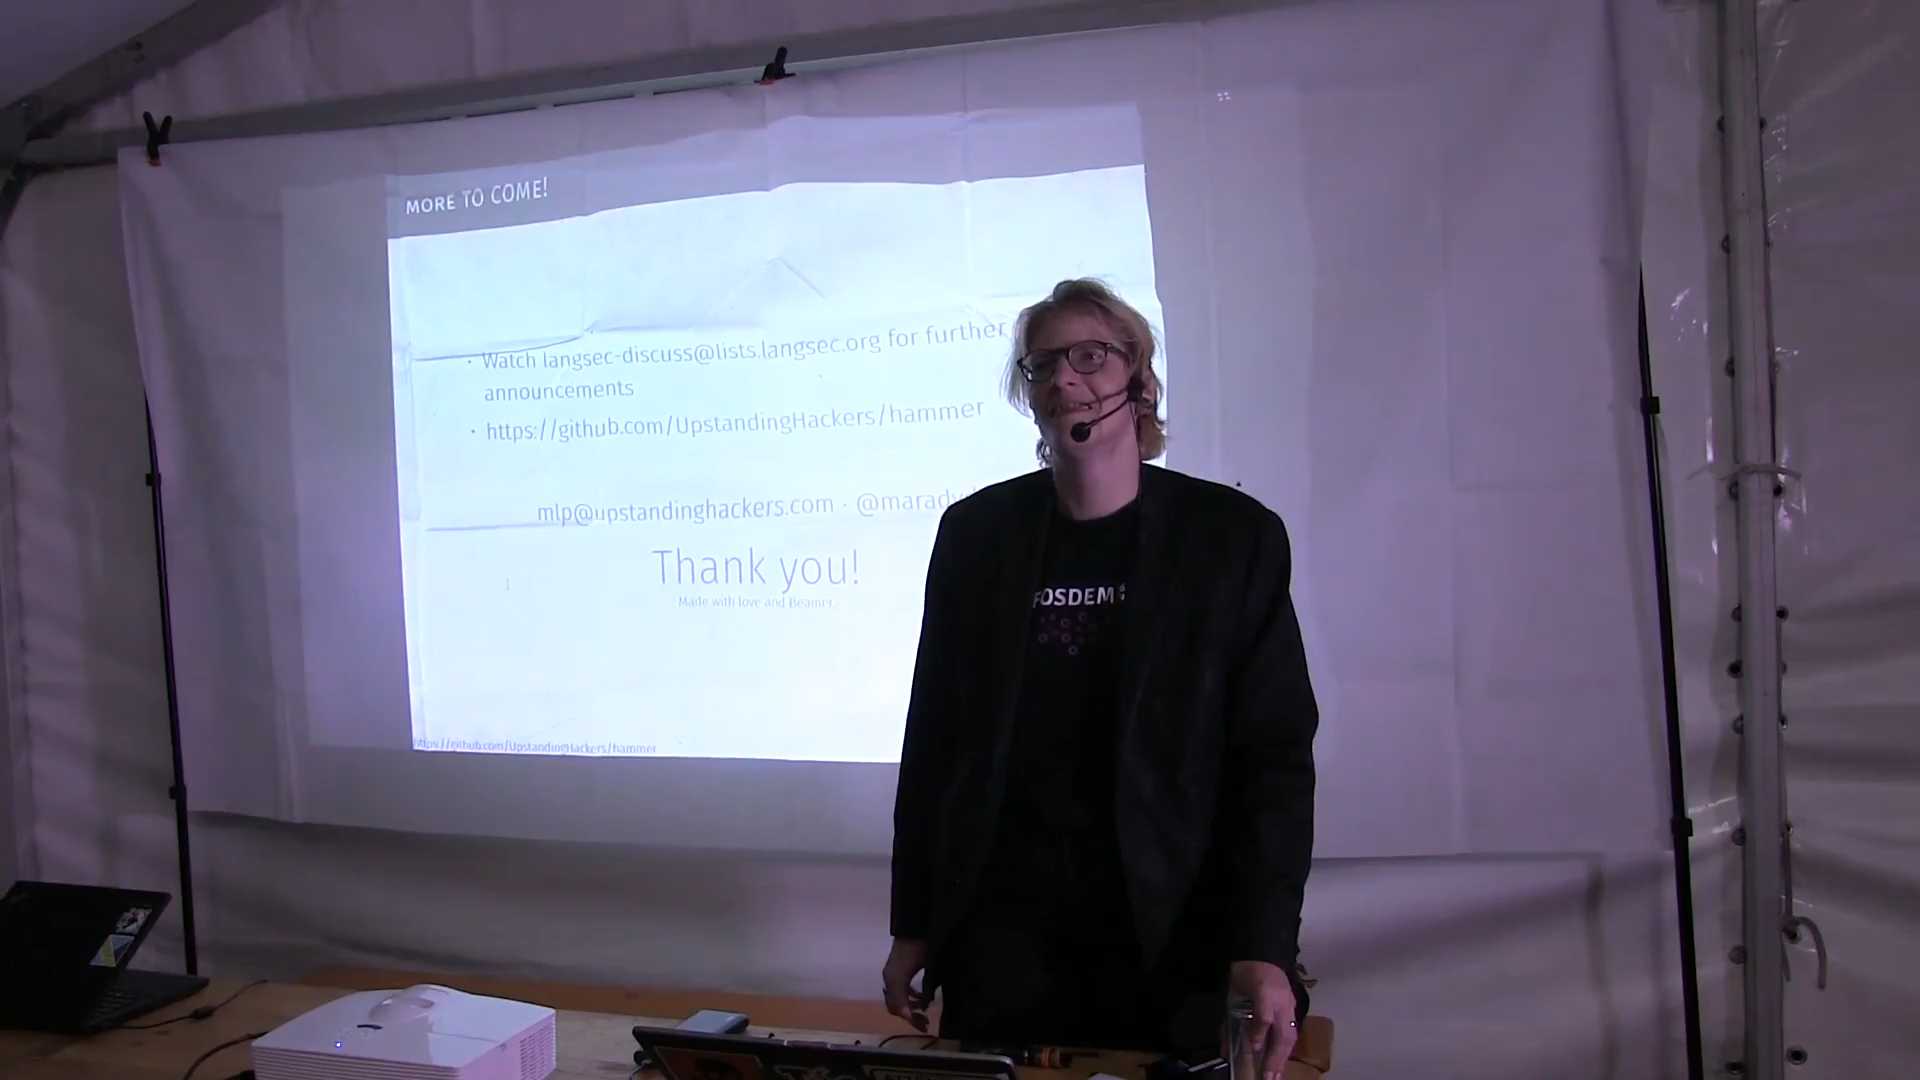 MORE TO COME!
· Watch langsec-discuss@lists.langsec.org for further
announcements
· https://github.com/UpstandingHackers/hammer
mlp@upstandinghackers.com · @marady
Thank you!
Made with love and Beamer.
https://github.com/UpstandingHackers/hammer
FOSDEM